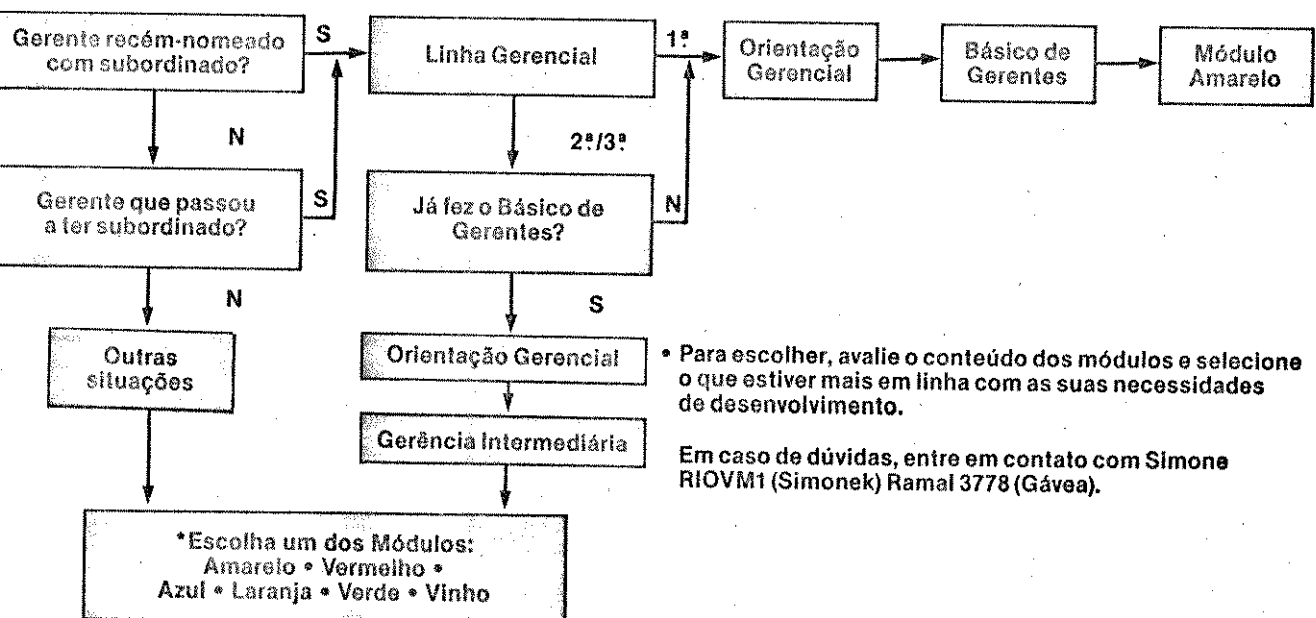 Gerente recém-nomeado
com subordinado?
S
Linha Gerencial
1ª
Orientação
Gerencial
Básico de
Gerentes
Módulo
Amarelo
N
2ª/3ª
Gerente que passou
a ter subordinado?
S
Já fez o Básico de
Gerentes?
N
N
S
Outras
situações
Orientação Gerencial
Gerência Intermediária
• Para escolher, avalie o conteúdo dos módulos e selecione
o que estiver mais em linha com as suas necessidades
de desenvolvimento.
Em caso de dúvidas, entre em contato com Simone
RIOVM1 (Simonek) Ramal 3778 (Gávea).
*Escolha um dos Módulos:
Amarelo • Vermelho •
Azul • Laranja • Verde • Vinho